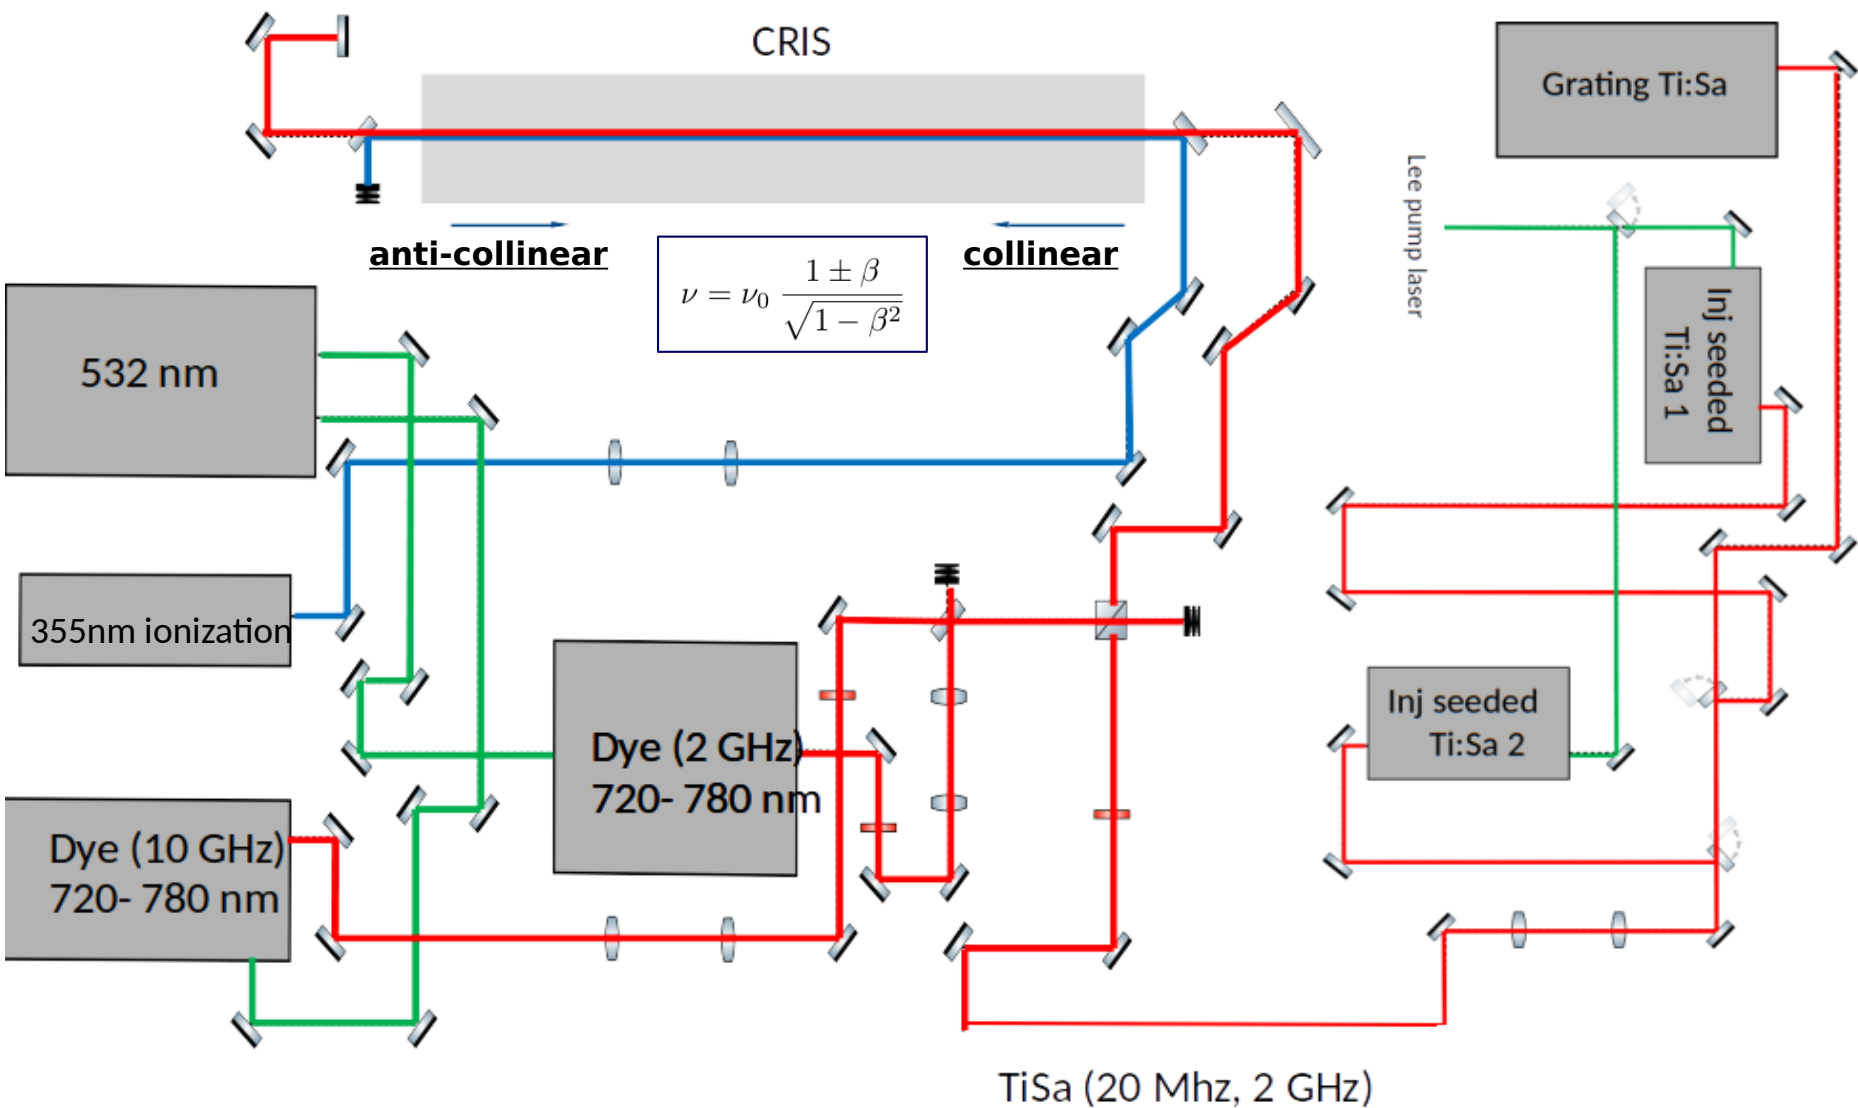 CRIS
Grating Ti:Sa
Lee pump laser
anti-collinear
collinear
ν = ν₀ (1 ± β) / √(1 − β²)
532 nm
Inj seeded
Ti:Sa 1
355nm ionization
Inj seeded
Ti:Sa 2
Dye (2 GHz)
720- 780 nm
Dye (10 GHz)
720- 780 nm
TiSa (20 Mhz, 2 GHz)